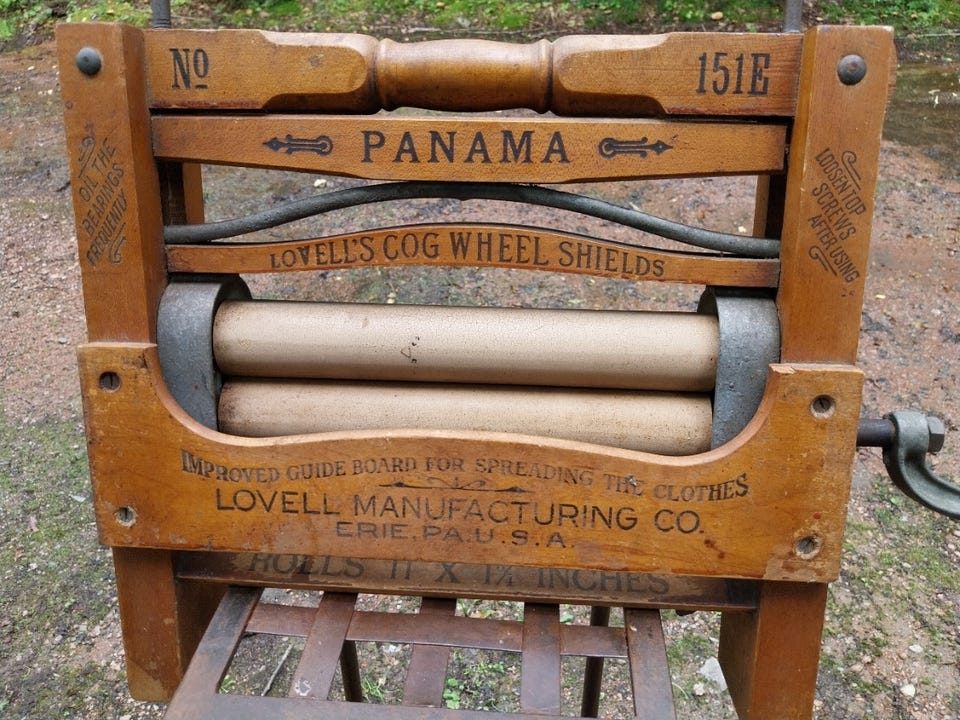 No 151E
PANAMA
OIL THE
BEARINGS
FREQUENTLY
LOOSEN TOP
SCREWS
AFTER USING
LOVELL'S COG WHEEL SHIELDS
IMPROVED GUIDE BOARD FOR SPREADING THE CLOTHES
LOVELL MANUFACTURING CO.
ERIE. PA. U.S.A.
ROLLS 11 X 1¾ INCHES